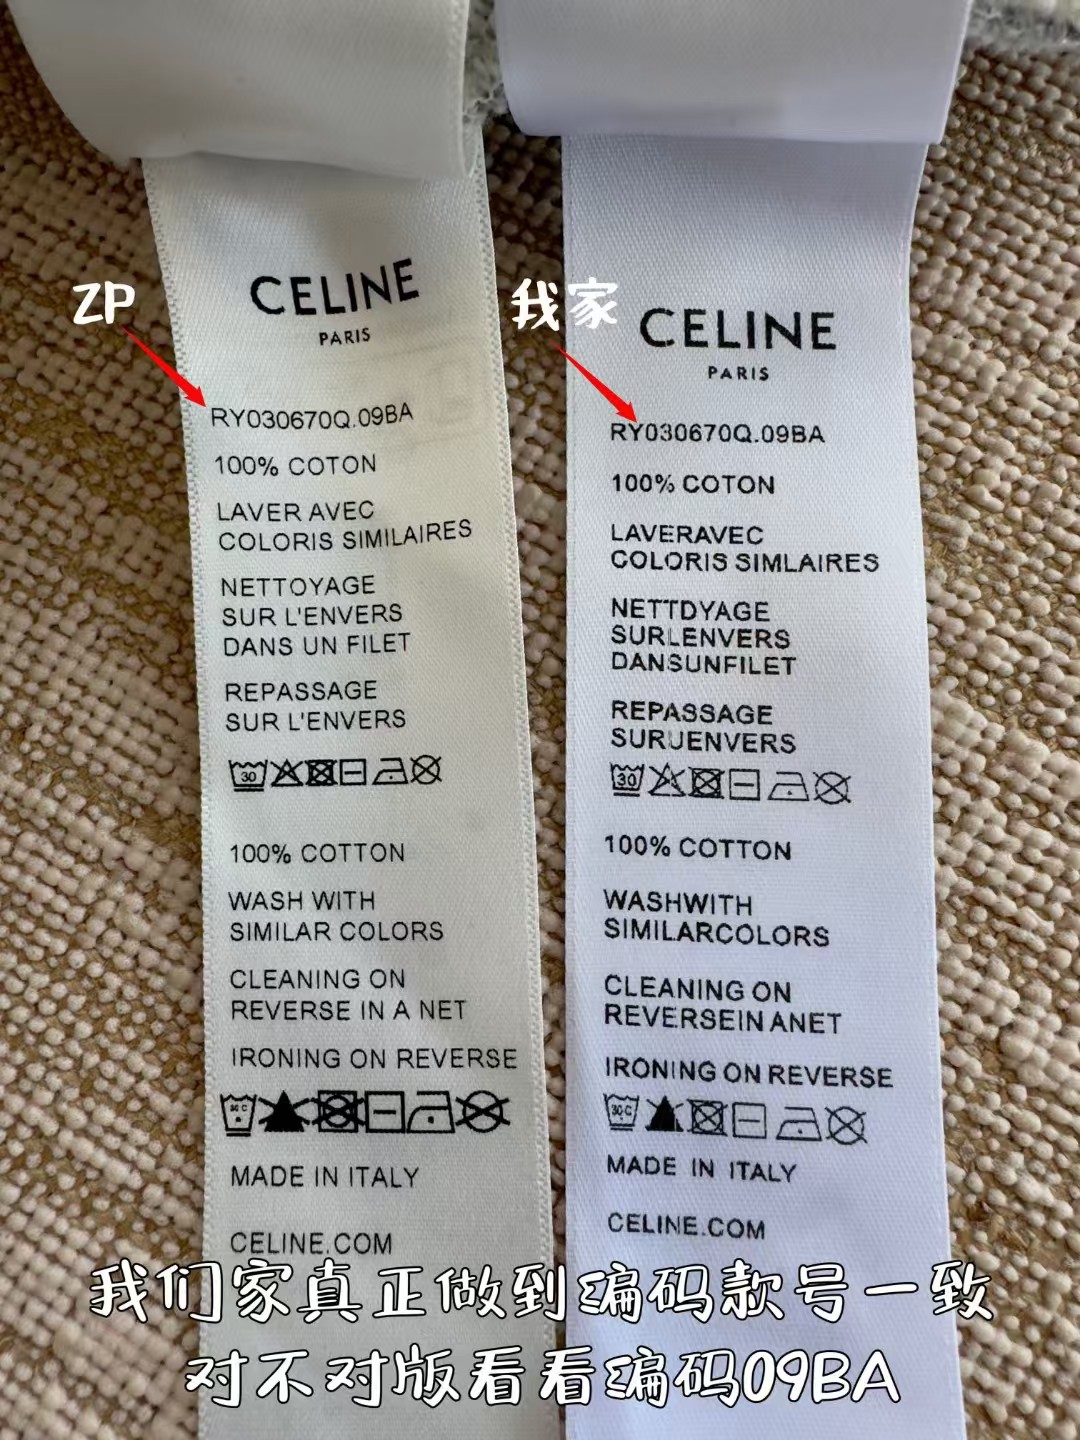 ZP
CELINE
PARIS
RY030670Q.09BA
100% COTON
LAVER AVEC
COLORIS SIMILAIRES
NETTOYAGE
SUR L'ENVERS
DANS UN FILET
REPASSAGE
SUR L'ENVERS
30
100% COTTON
WASH WITH
SIMILAR COLORS
CLEANING ON
REVERSE IN A NET
IRONING ON REVERSE
30 C
MADE IN ITALY
CELINE.COM
我家
CELINE
PARIS
RY030670Q.09BA
100% COTON
LAVERAVEC
COLORIS SIMLAIRES
NETTDYAGE
SURLENVERS
DANSUNFILET
REPASSAGE
SURUENVERS
30
100% COTTON
WASHWITH
SIMILARCOLORS
CLEANING ON
REVERSEIN ANET
IRONING ON REVERSE
30C
MADE IN ITALY
CELINE.COM
我们家真正做到编码款号一致
对不对版看看编码09BA